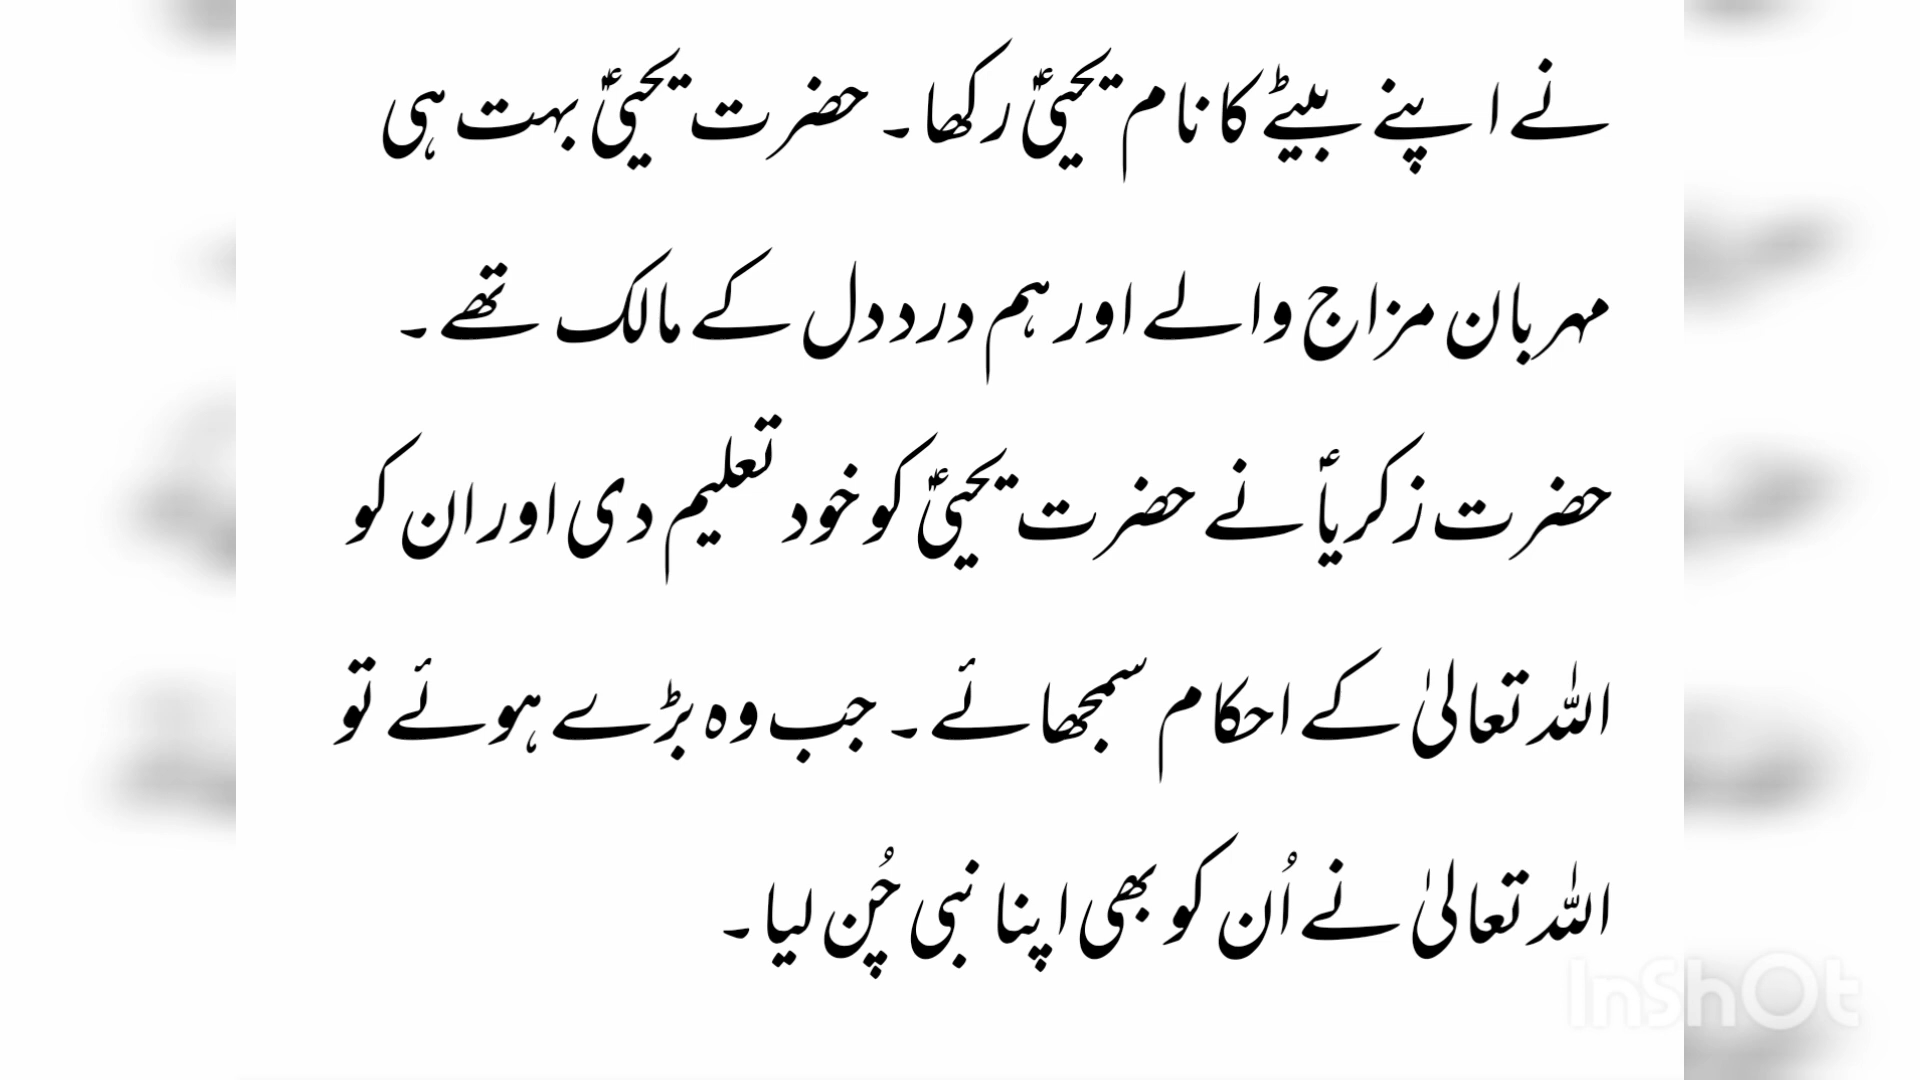 نے اپنے بیٹے کا نام یحییٰؑ رکھا۔ حضرت یحییٰؑ بہت ہی
مہربان مزاج والے اور ہم درد دل کے مالک تھے۔
حضرت زکریاؑ نے حضرت یحییٰؑ کو خود تعلیم دی اور ان کو
اللہ تعالیٰ کے احکام سمجھائے۔ جب وہ بڑے ہوئے تو
اللہ تعالیٰ نے اُن کو بھی اپنا نبی چُن لیا۔
InShOt